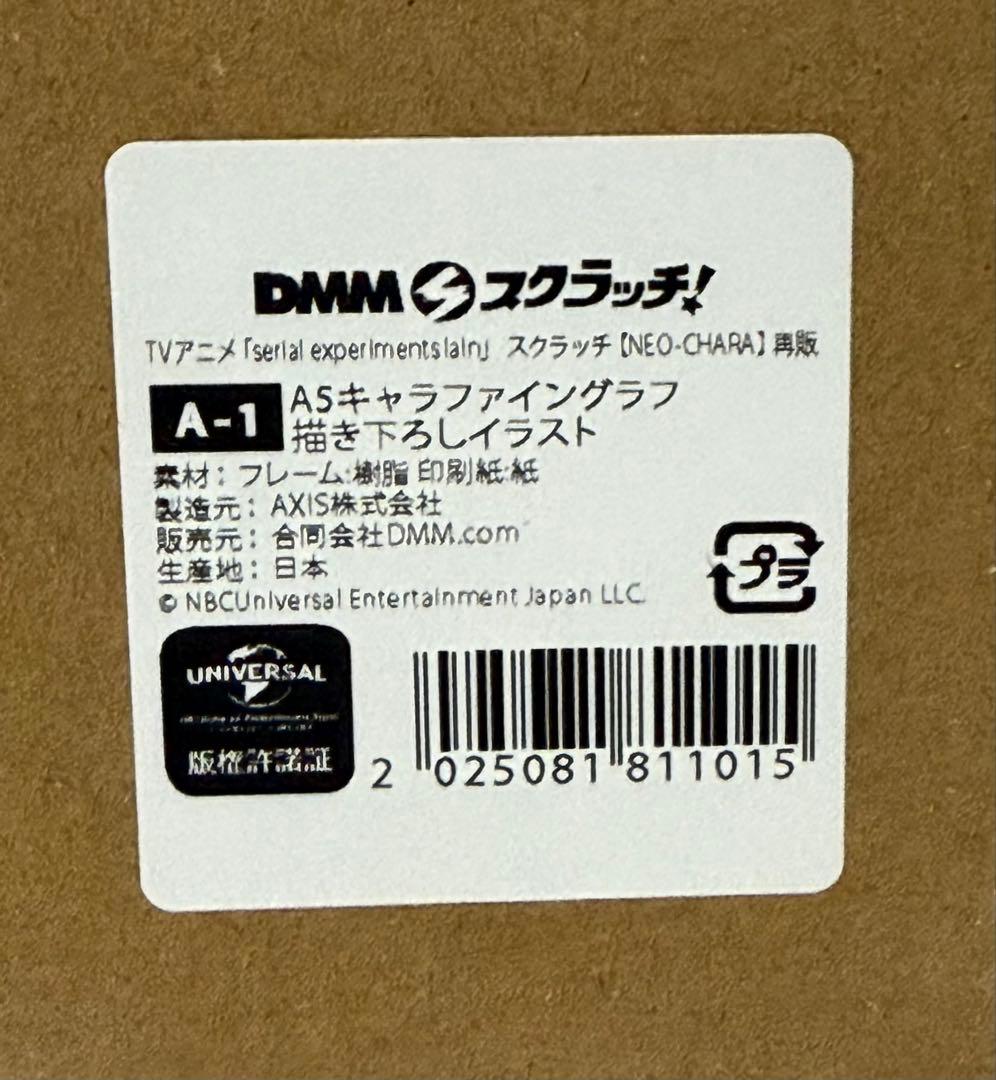 DMMスクラッチ!
TVアニメ「serial experiments lain」 スクラッチ【NEO-CHARA】再販
A-1
A5キャラファイングラフ
描き下ろしイラスト
素材：フレーム:樹脂 印刷紙:紙
製造元：AXIS株式会社
販売元：合同会社DMM.com
生産地：日本
© NBCUniversal Entertainment Japan LLC.
プラ
UNIVERSAL
版権許諾証
2 025081 811015